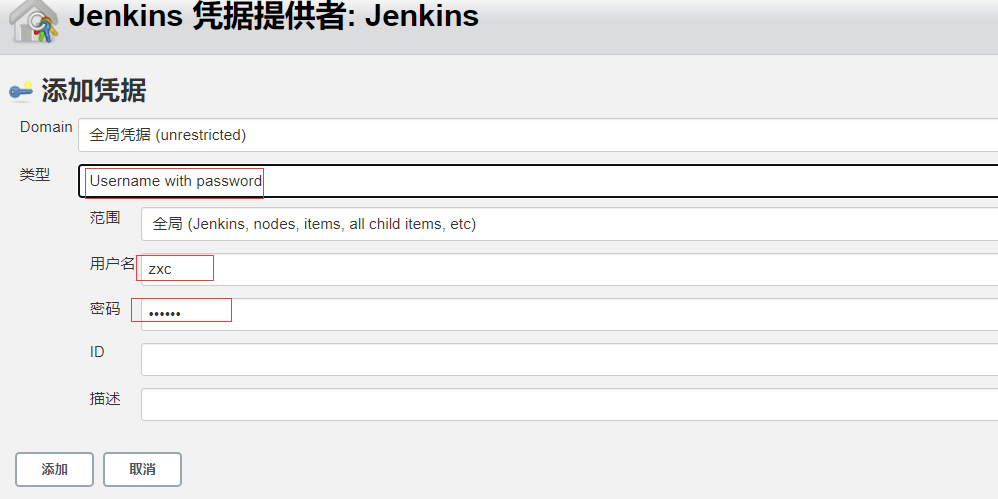 Jenkins 凭据提供者: Jenkins
添加凭据
Domain
全局凭据 (unrestricted)
类型
Username with password
范围
全局 (Jenkins, nodes, items, all child items, etc)
用户名
zxc
密码
••••••
ID
描述
添加
取消